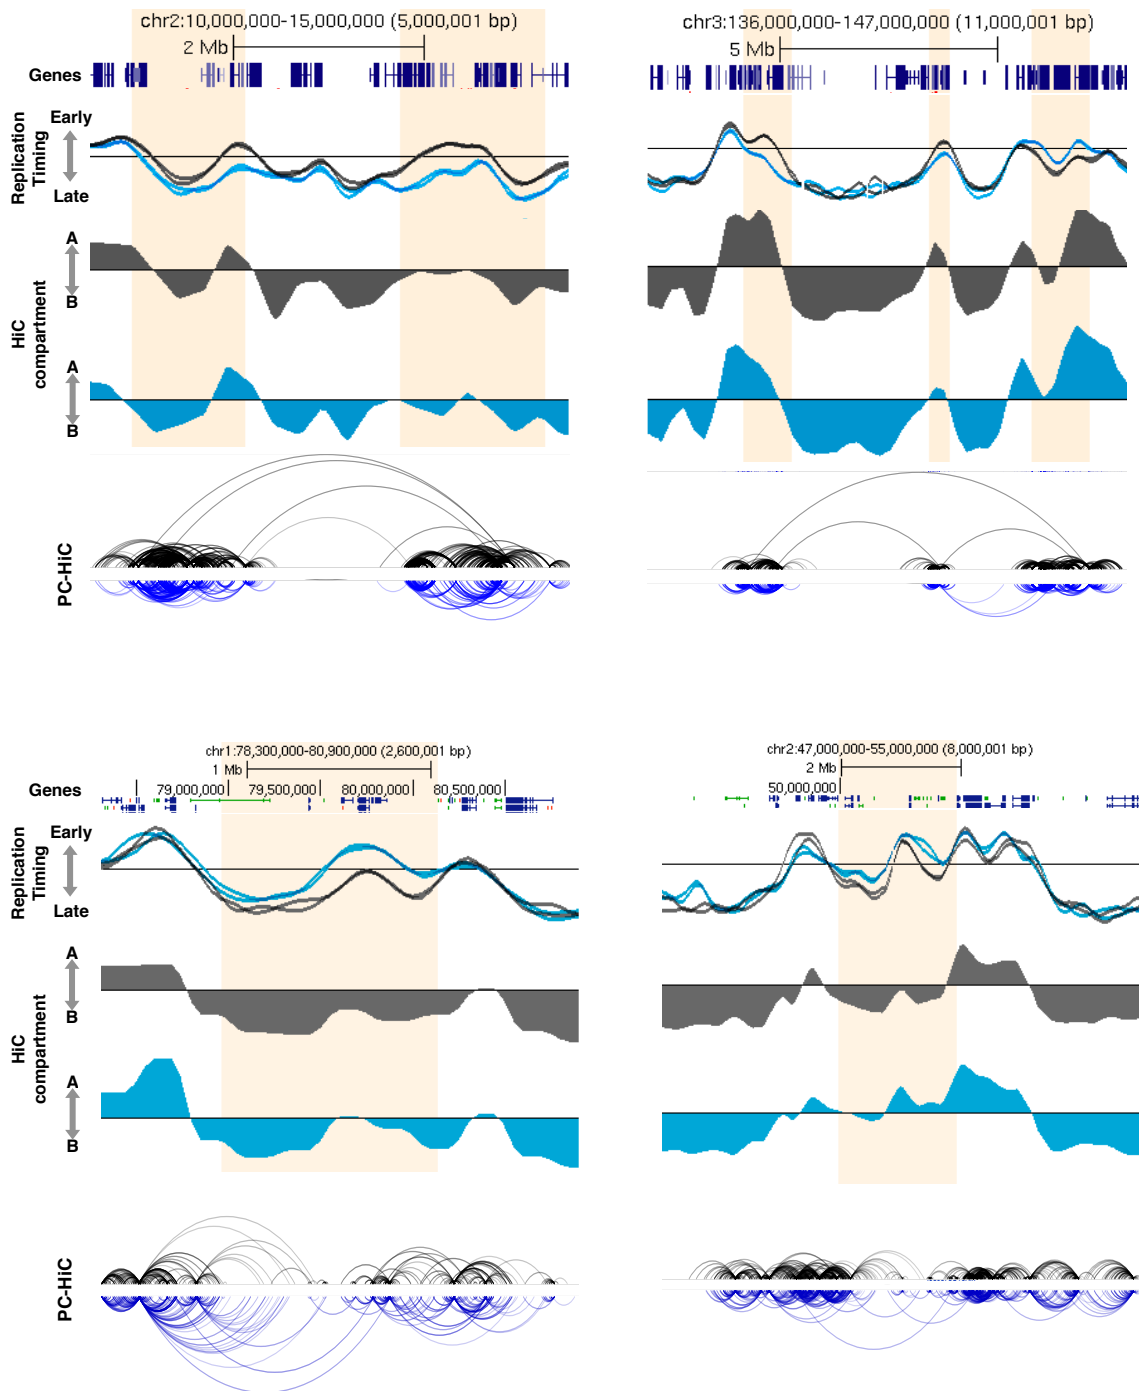 chr2:10,000,000-15,000,000 (5,000,001 bp)
2 Mb
Genes
Early
Replication
Timing
Late
A
B
HiC
compartment
A
B
PC-HiC
chr3:136,000,000-147,000,000 (11,000,001 bp)
5 Mb
chr1:78,300,000-80,900,000 (2,600,001 bp)
1 Mb
79,000,000
79,500,000
80,000,000
80,500,000
Genes
Early
Replication
Timing
Late
A
B
HiC
compartment
A
B
PC-HiC
chr2:47,000,000-55,000,000 (8,000,001 bp)
2 Mb
50,000,000